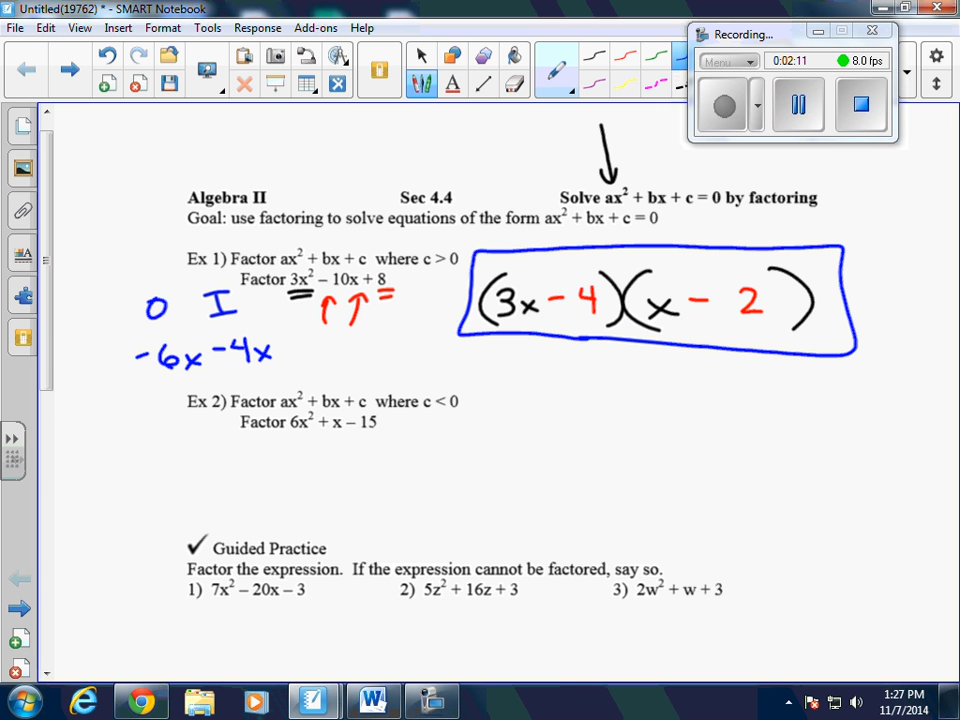 Untitled(19762) * - SMART Notebook
File Edit View Insert Format Tools Response Add-ons Help
Recording...
Menu 0:02:11 8.0 fps
Algebra II Sec 4.4 Solve ax² + bx + c = 0 by factoring
Goal: use factoring to solve equations of the form ax² + bx + c = 0
Ex 1) Factor ax² + bx + c where c > 0
Factor 3x² – 10x + 8
(3x - 4)(x - 2)
O I
-6x -4x
Ex 2) Factor ax² + bx + c where c < 0
Factor 6x² + x – 15
✓ Guided Practice
Factor the expression. If the expression cannot be factored, say so.
1) 7x² – 20x – 3 2) 5z² + 16z + 3 3) 2w² + w + 3
1:27 PM
11/7/2014